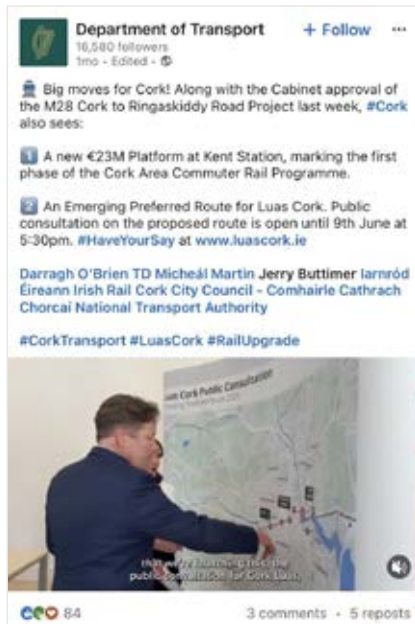 Department of Transport
+ Follow
16,580 followers
1mo • Edited •
Big moves for Cork! Along with the Cabinet approval of
the M28 Cork to Ringaskiddy Road Project last week, #Cork
also sees:
1 A new €23M Platform at Kent Station, marking the first
phase of the Cork Area Commuter Rail Programme.
2 An Emerging Preferred Route for Luas Cork. Public
consultation on the proposed route is open until 9th June at
5:30pm. #HaveYourSay at www.luascork.ie
Darragh O'Brien TD Micheál Martin Jerry Buttimer Iarnród
Éireann Irish Rail Cork City Council - Comhairle Cathrach
Chorcaí National Transport Authority
#CorkTransport #LuasCork #RailUpgrade
Luas Cork Public Consultation
that we're launching
public consultation for Cork Luas,
84
3 comments • 5 reposts